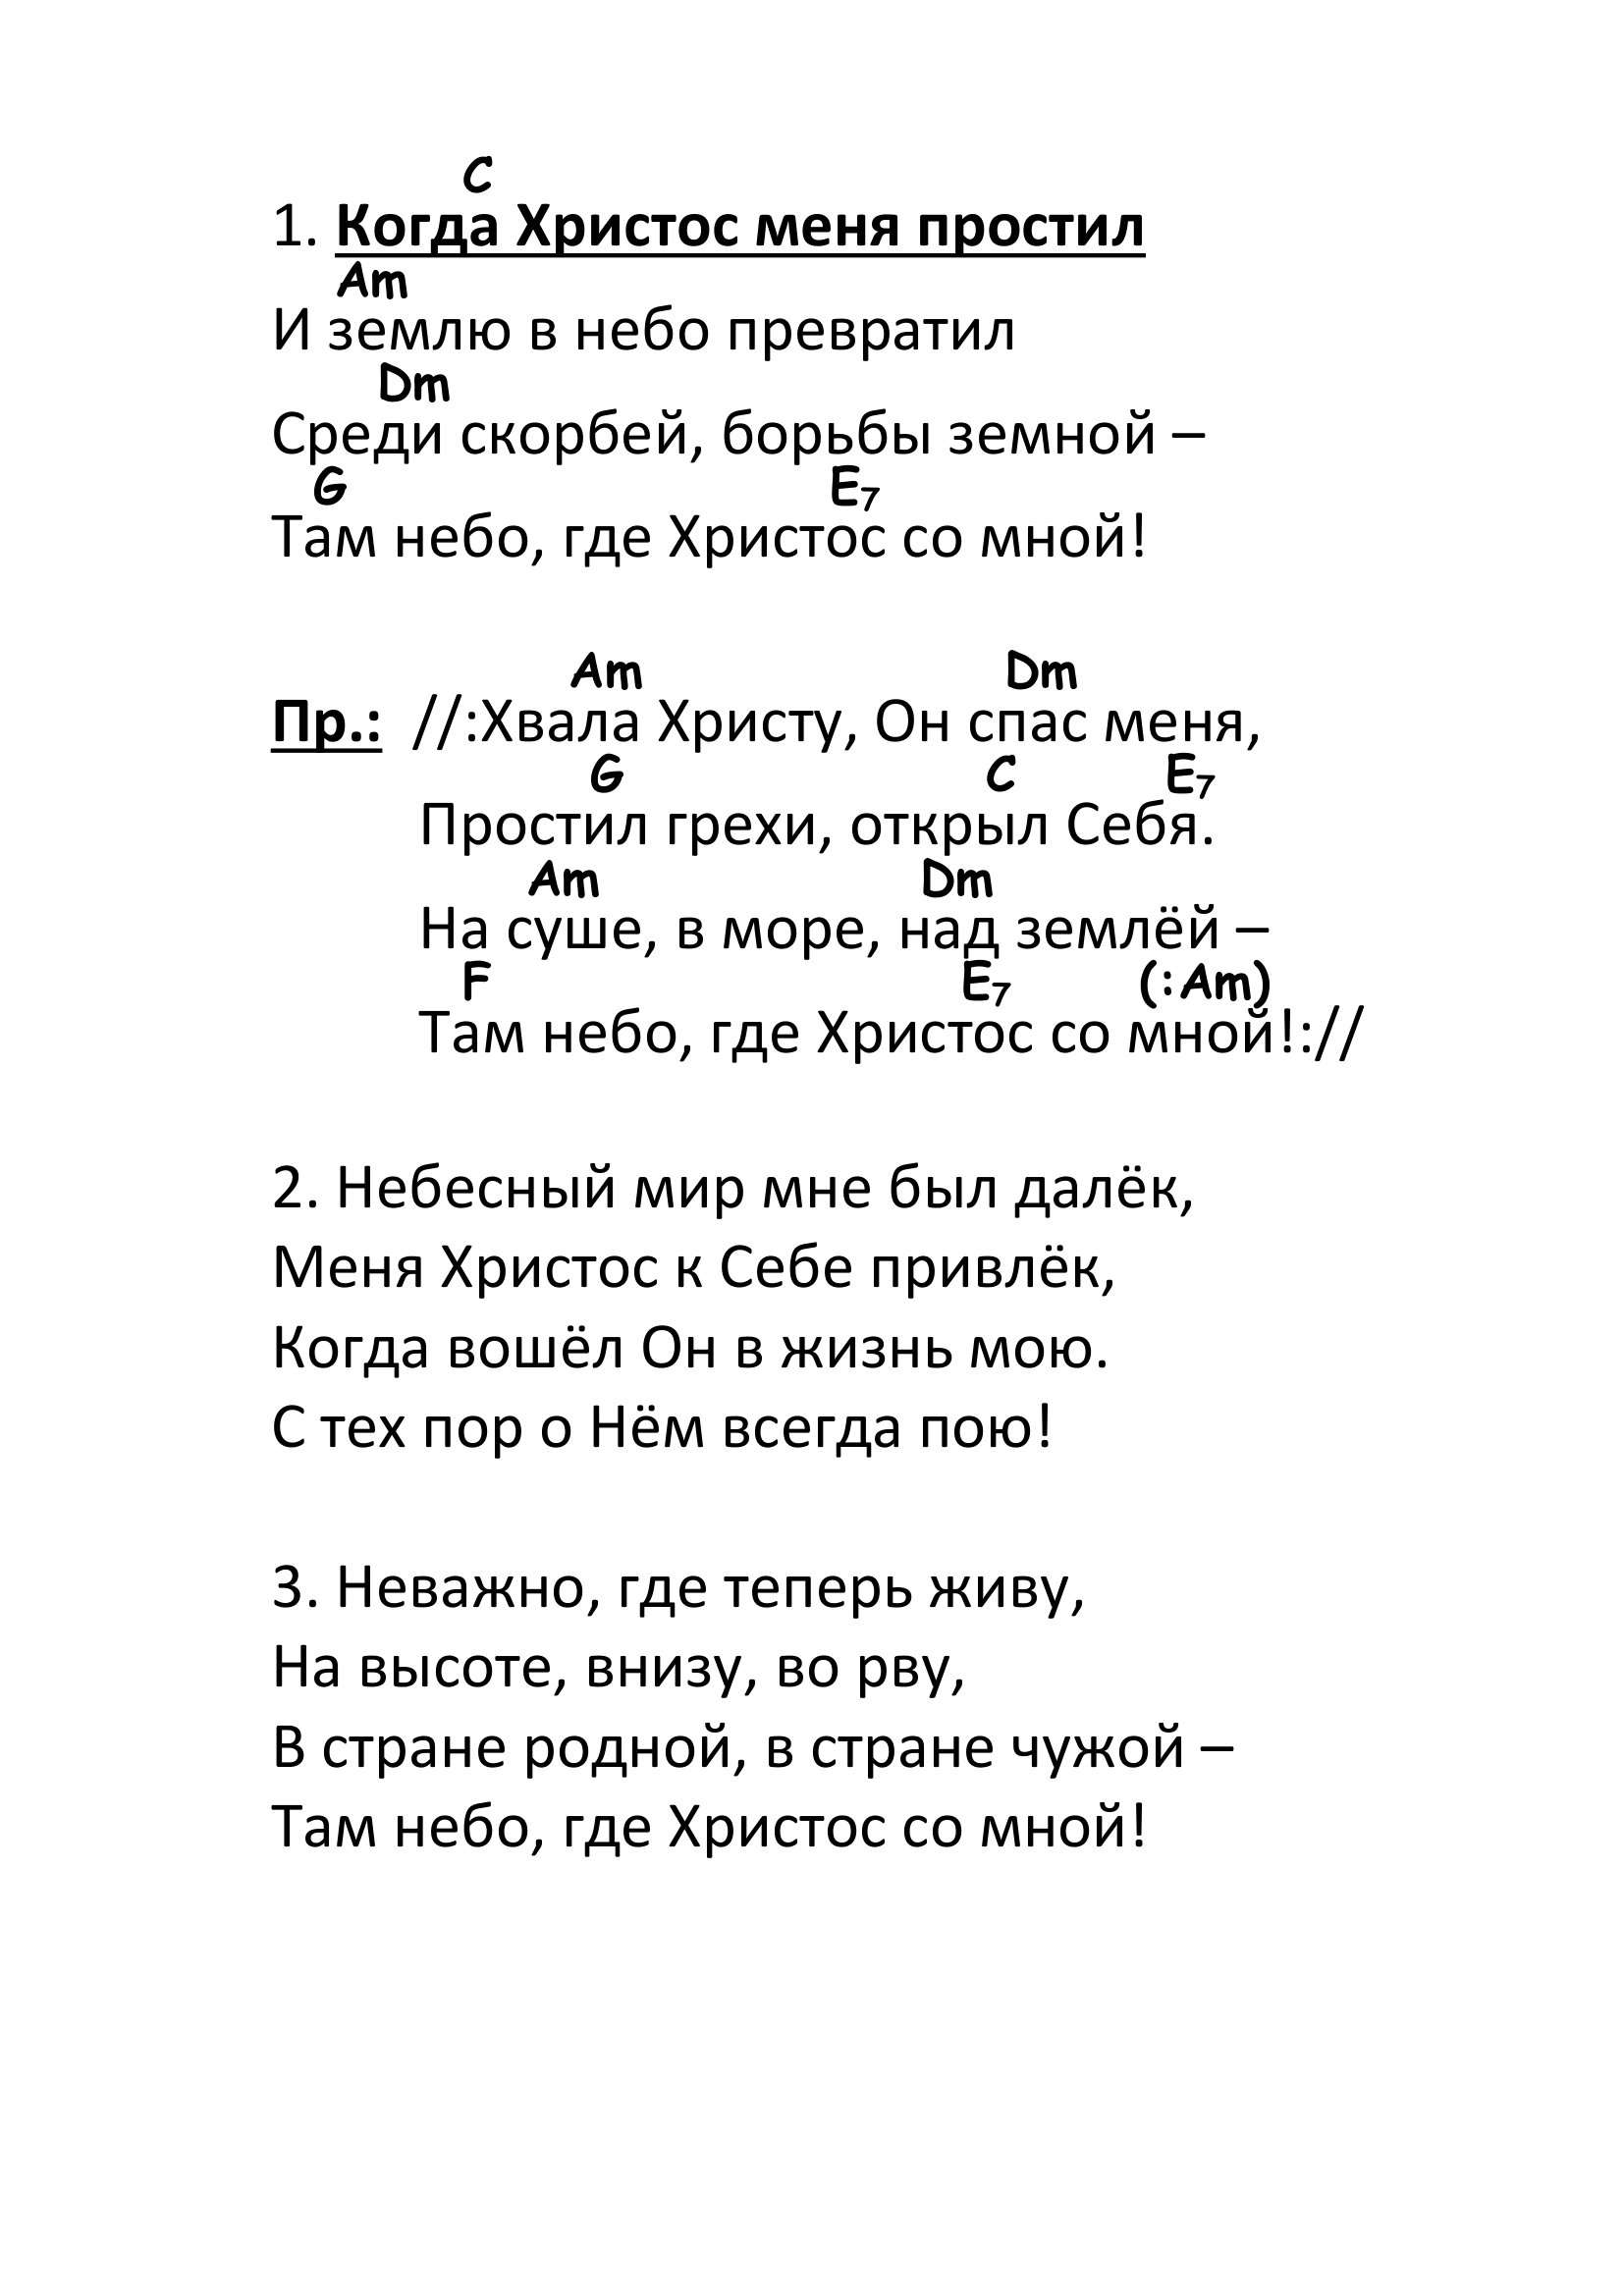 C
1. Когда Христос меня простил
Am
И землю в небо превратил
Dm
Среди скорбей, борьбы земной –
G E7
Там небо, где Христос со мной!
Am Dm
Пр.: //:Хвала Христу, Он спас меня,
G C E7
Простил грехи, открыл Себя.
Am Dm
На суше, в море, над землёй –
F E7 (:Am)
Там небо, где Христос со мной!://
2. Небесный мир мне был далёк,
Меня Христос к Себе привлёк,
Когда вошёл Он в жизнь мою.
С тех пор о Нём всегда пою!
3. Неважно, где теперь живу,
На высоте, внизу, во рву,
В стране родной, в стране чужой –
Там небо, где Христос со мной!